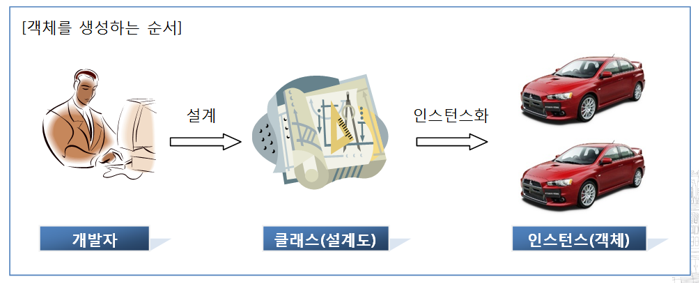 [객체를 생성하는 순서]
설계
인스턴스화
개발자
클래스(설계도)
인스턴스(객체)